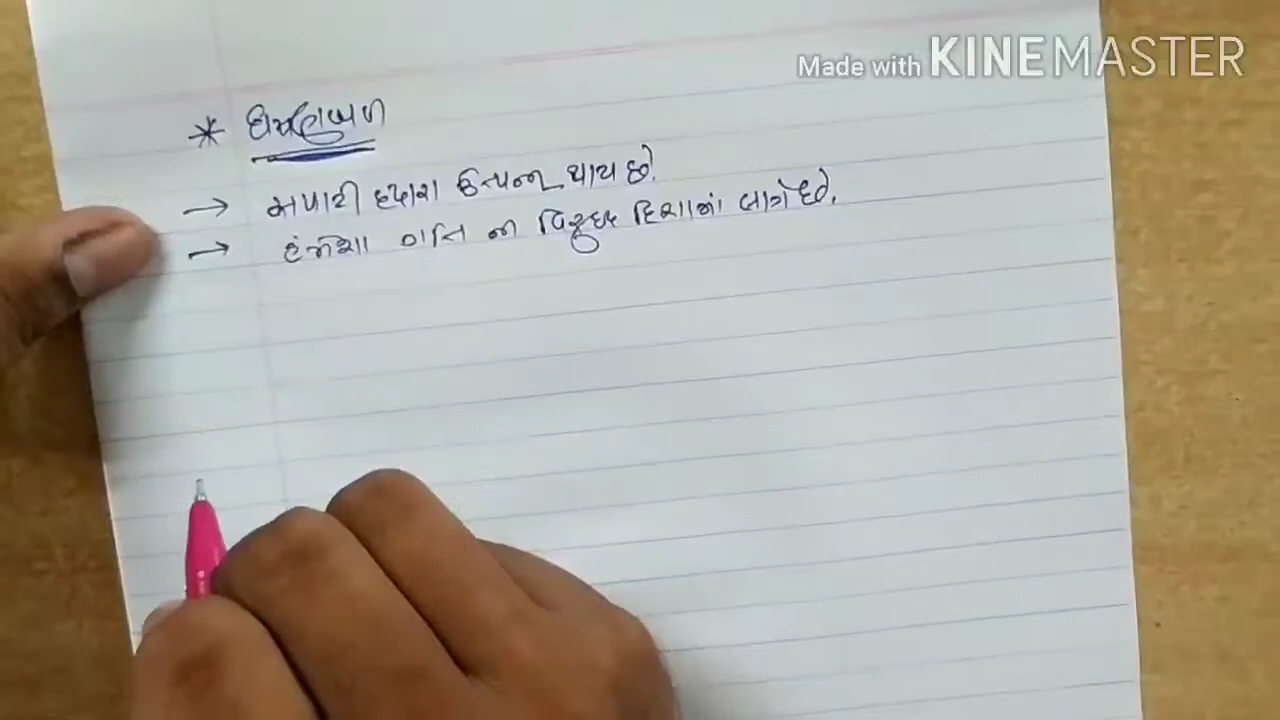 Made with KINEMASTER
* ઘર્ષણબળ
→ સપાટી દ્વારા ઉત્પન્ન થાય છે.
→ હંમેશા ગતિ ની વિરુધ્ધ દિશામાં લાગે છે.